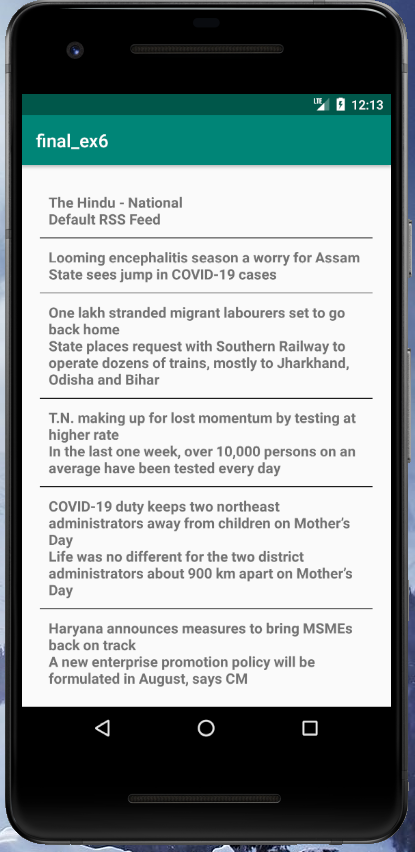 LTE 12:13
final_ex6
The Hindu - National
Default RSS Feed
Looming encephalitis season a worry for Assam
State sees jump in COVID-19 cases
One lakh stranded migrant labourers set to go
back home
State places request with Southern Railway to
operate dozens of trains, mostly to Jharkhand,
Odisha and Bihar
T.N. making up for lost momentum by testing at
higher rate
In the last one week, over 10,000 persons on an
average have been tested every day
COVID-19 duty keeps two northeast
administrators away from children on Mother’s
Day
Life was no different for the two district
administrators about 900 km apart on Mother’s
Day
Haryana announces measures to bring MSMEs
back on track
A new enterprise promotion policy will be
formulated in August, says CM